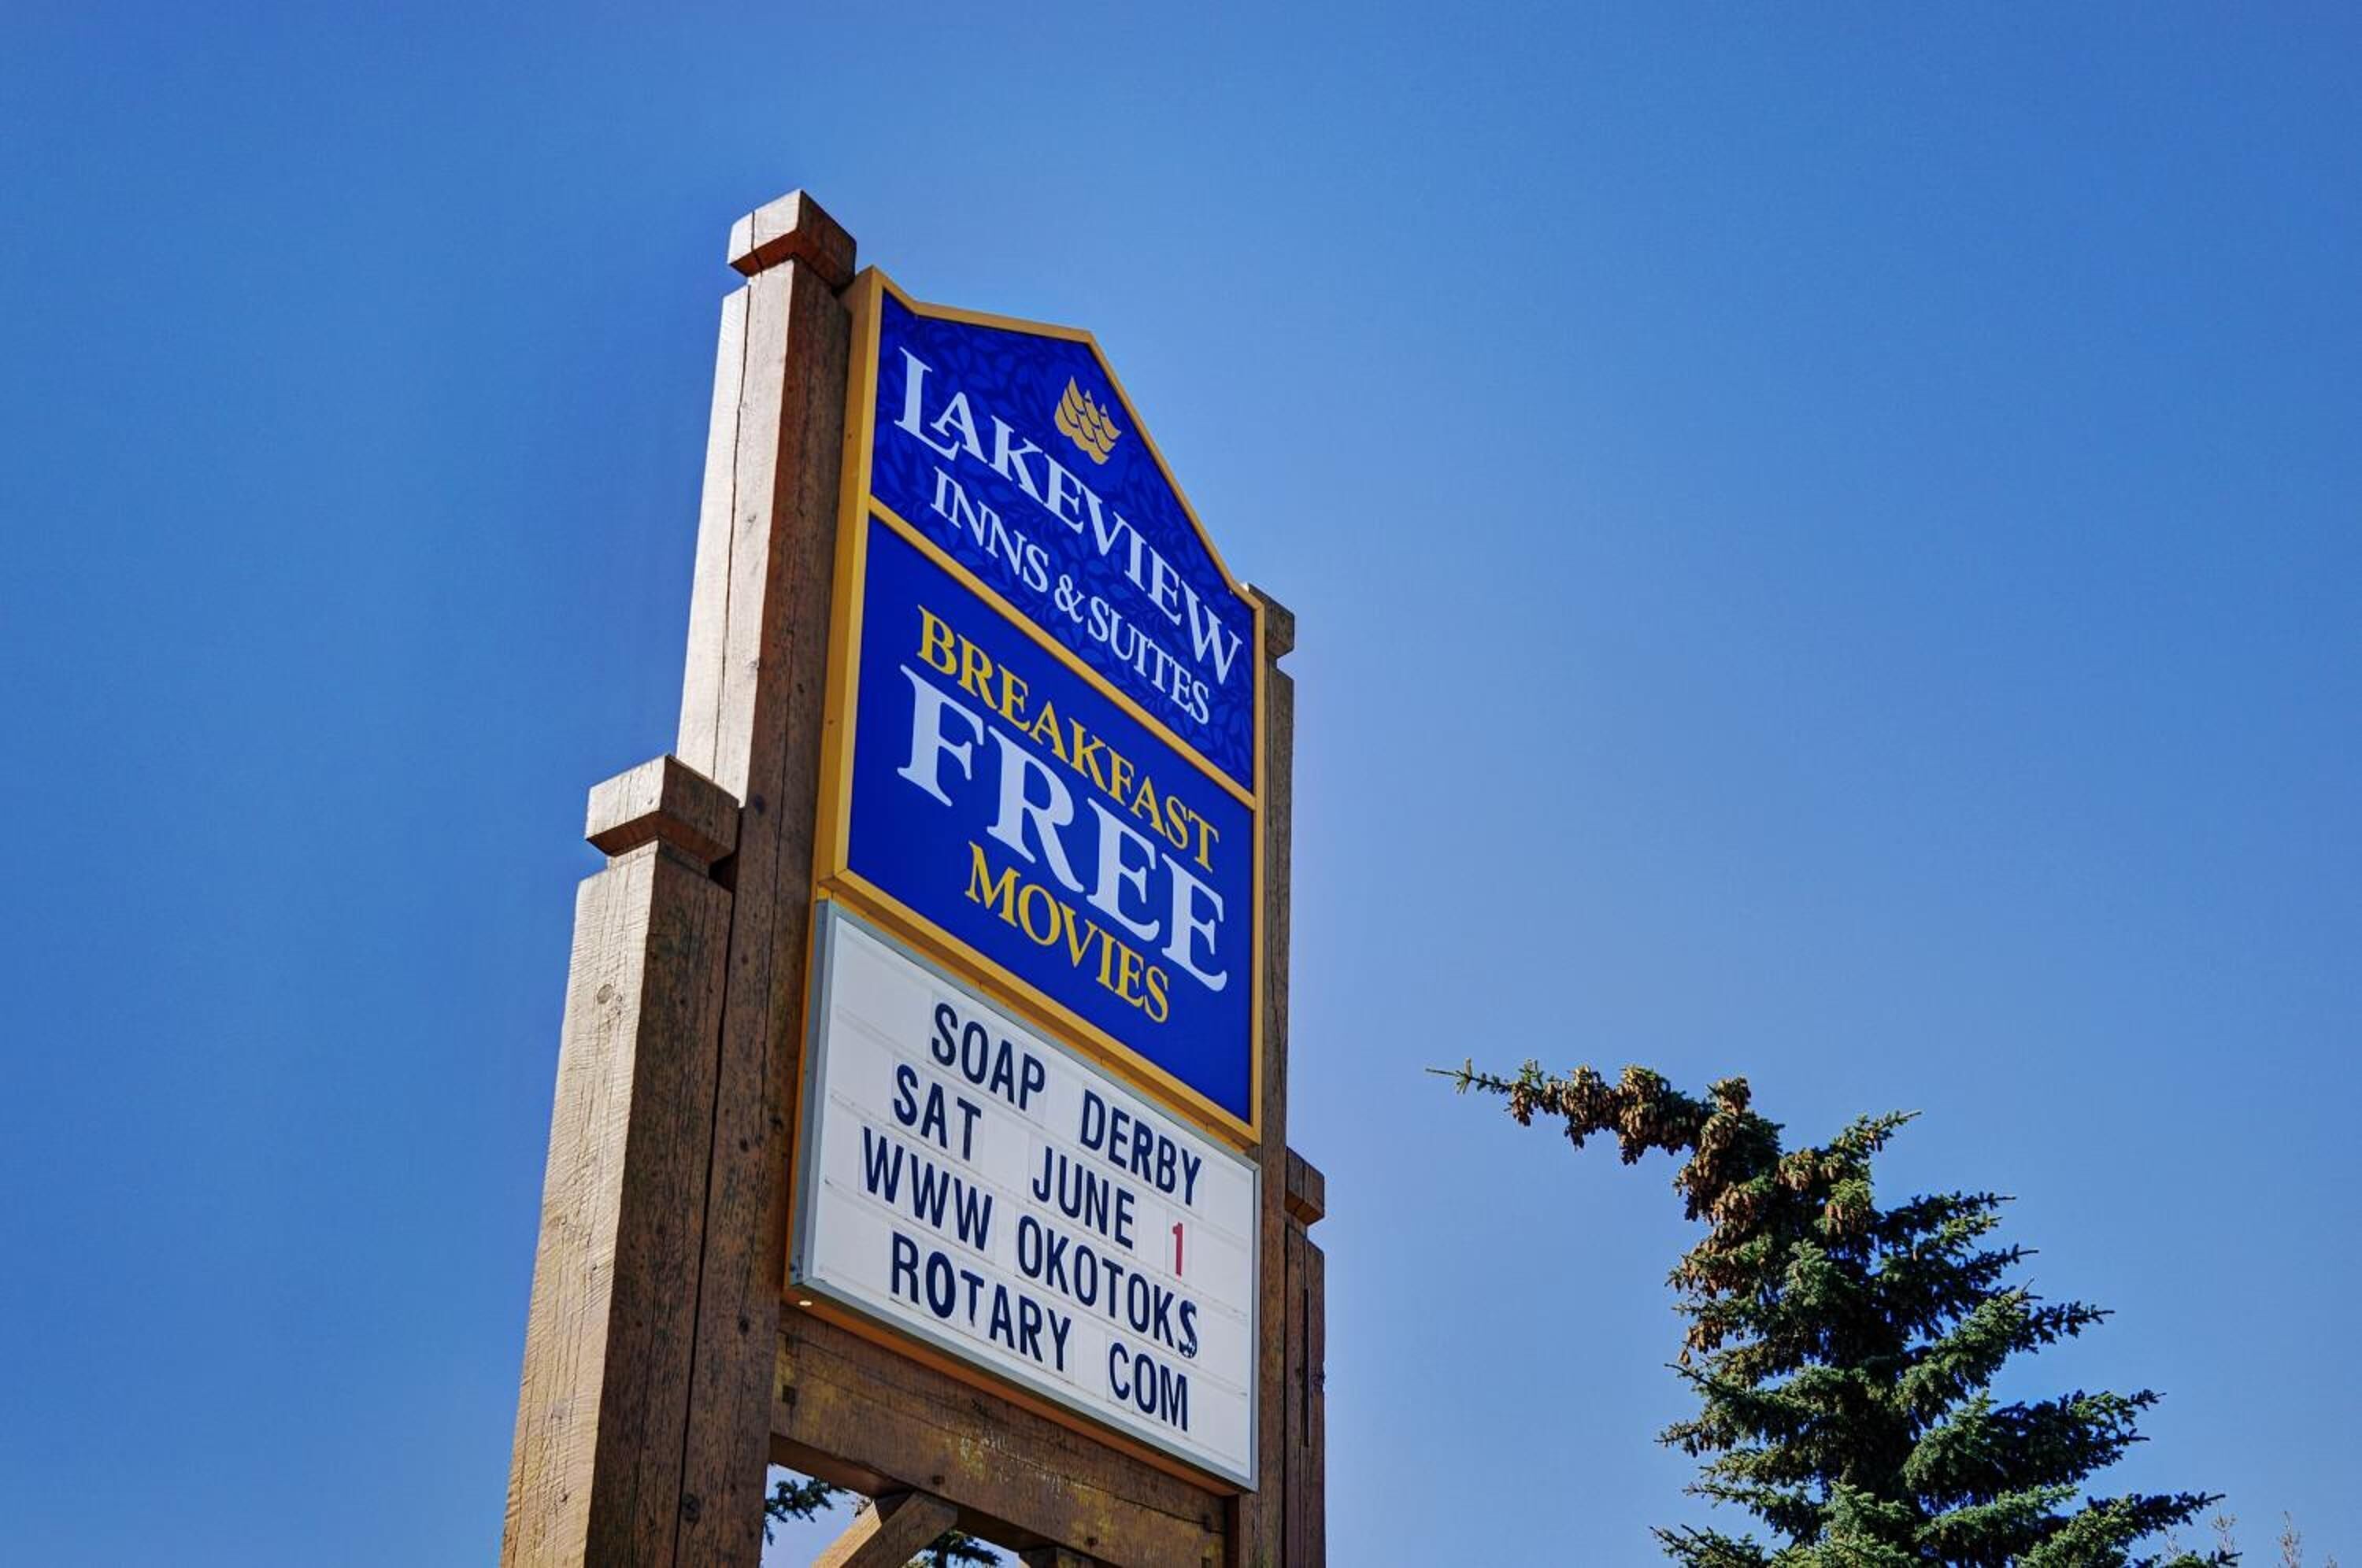 LAKEVIEW
INNS & SUITES
BREAKFAST
FREE
MOVIES
SOAP DERBY
SAT JUNE 1
WWW OKOTOKS
ROTARY COM